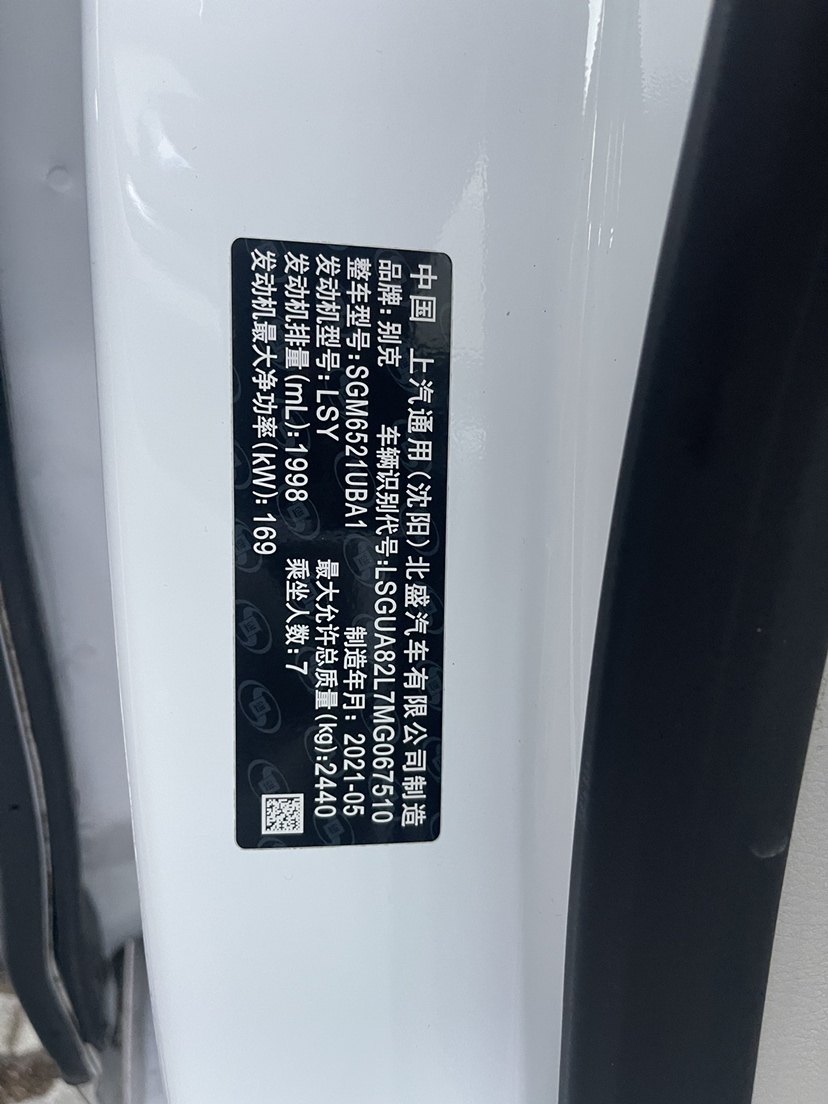 中国 上汽通用(沈阳)北盛汽车有限公司制造
品牌:别克 车辆识别代号:LSGUA82L7MG067510
整车型号:SGM6521UBA1 制造年月:2021-05
发动机型号:LSY 最大允许总质量(kg):2440
发动机排量(mL):1998 乘坐人数:7
发动机最大净功率(kW):169